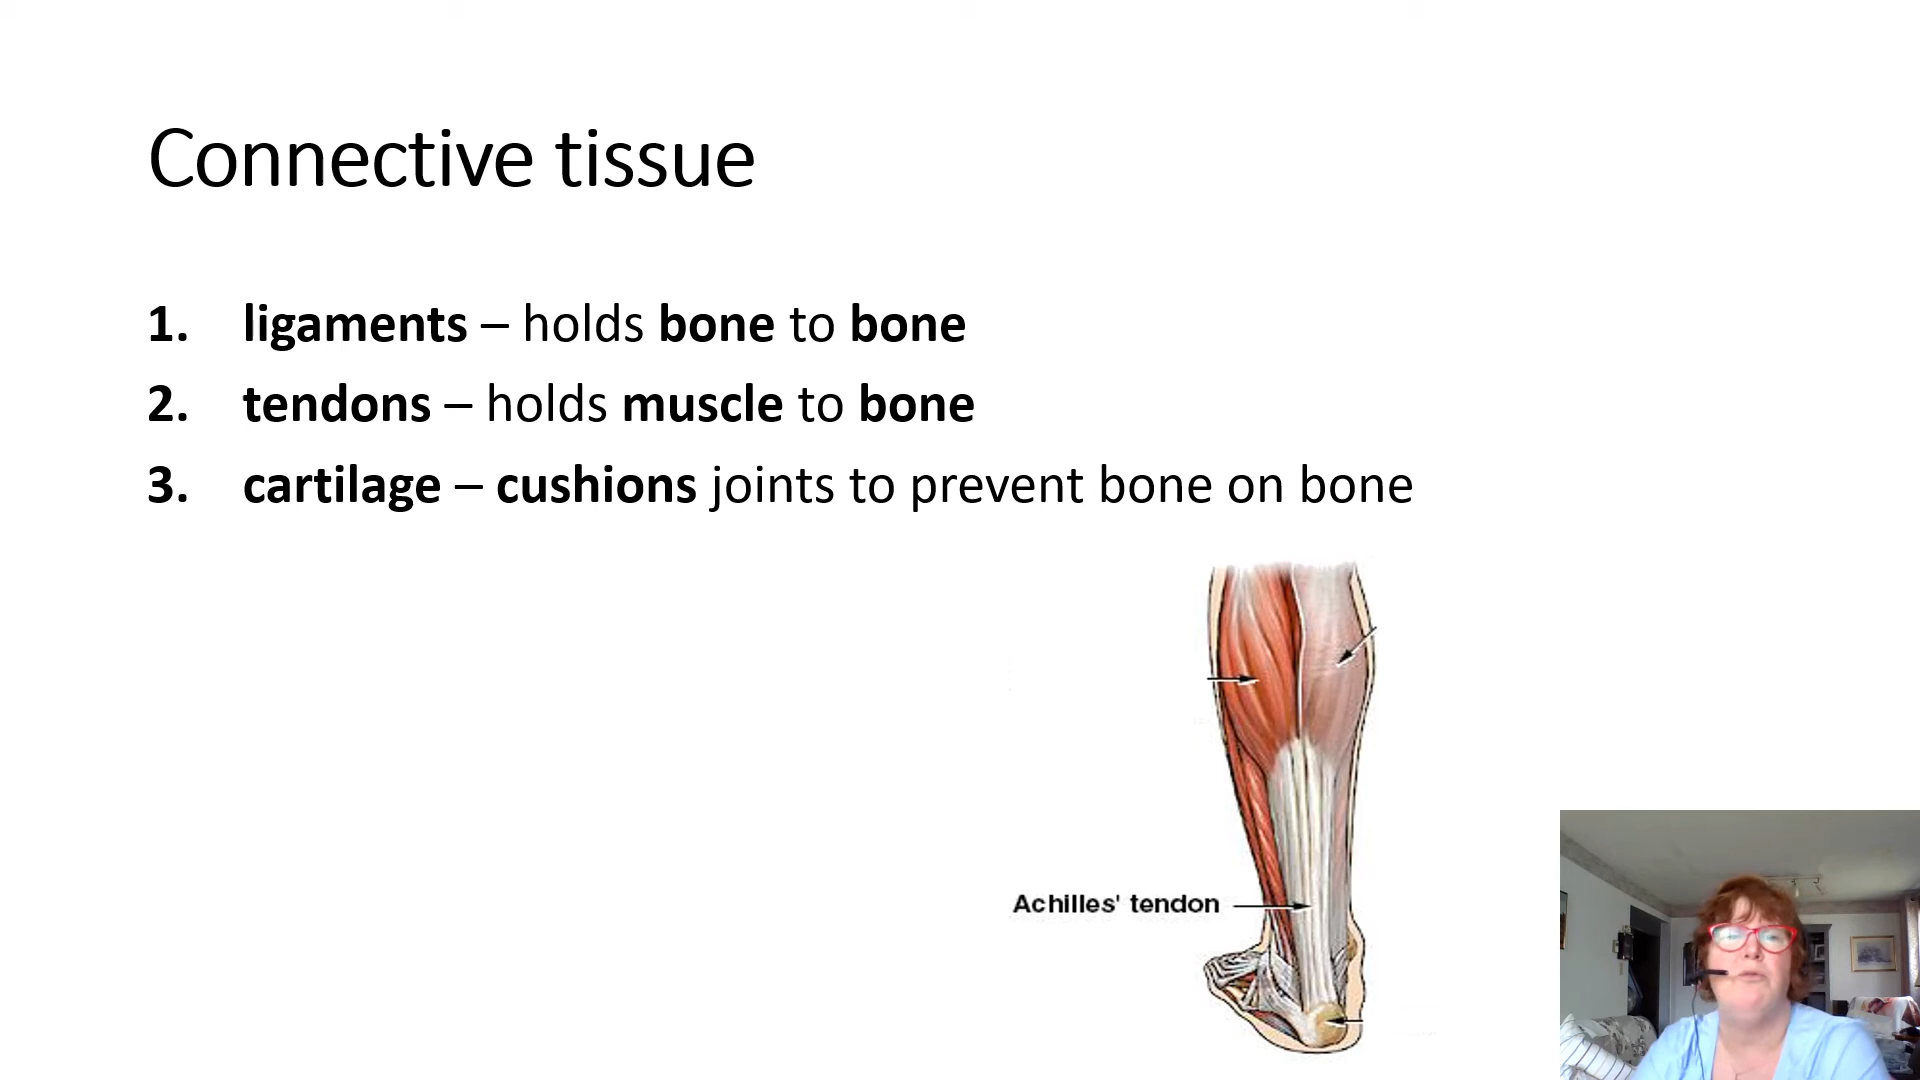 Connective tissue
1. ligaments – holds bone to bone
2. tendons – holds muscle to bone
3. cartilage – cushions joints to prevent bone on bone
Achilles' tendon